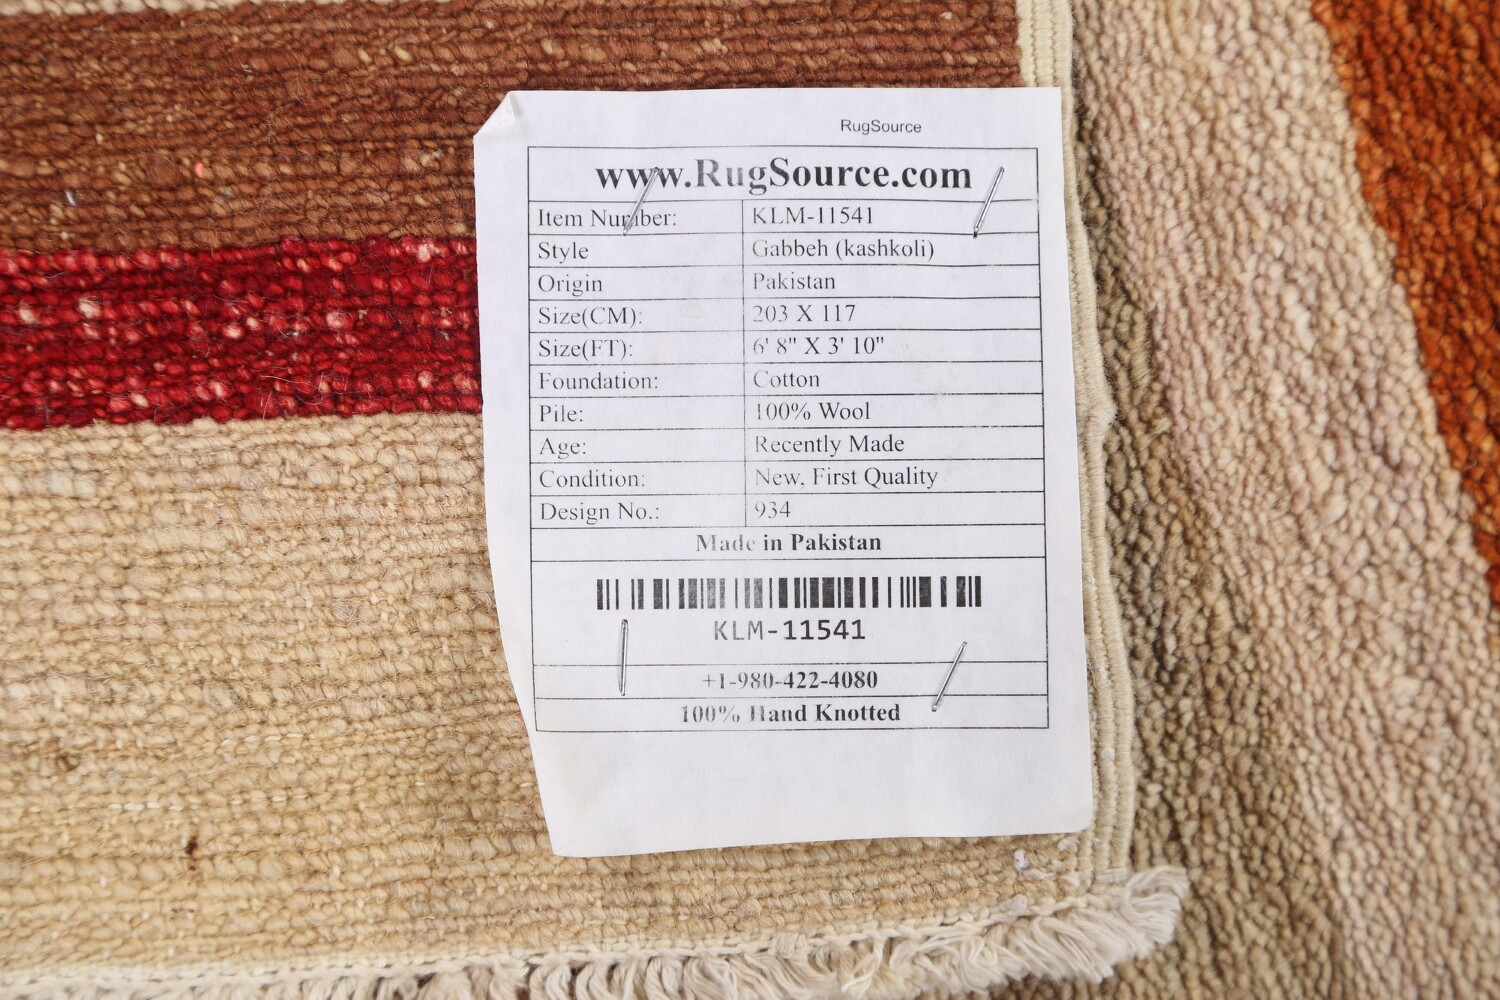 RugSource
www.RugSource.com
Item Number: KLM-11541
Style Gabbeh (kashkoli)
Origin Pakistan
Size(CM): 203 X 117
Size(FT): 6' 8" X 3' 10"
Foundation: Cotton
Pile: 100% Wool
Age: Recently Made
Condition: New, First Quality
Design No.: 934
Made in Pakistan
KLM-11541
+1-980-422-4080
100% Hand Knotted